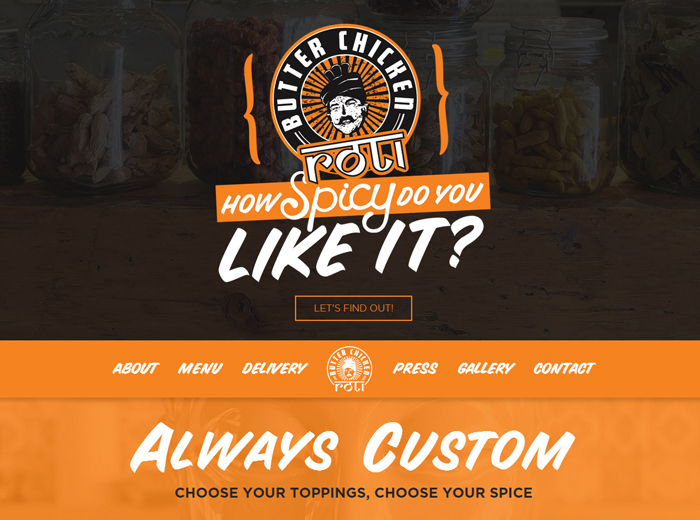 BUTTER CHICKEN
roti
HOW Spicy DO YOU
LIKE IT?
LET'S FIND OUT!
ABOUT MENU DELIVERY BUTTER CHICKEN roti PRESS GALLERY CONTACT
ALWAYS CUSTOM
CHOOSE YOUR TOPPINGS, CHOOSE YOUR SPICE